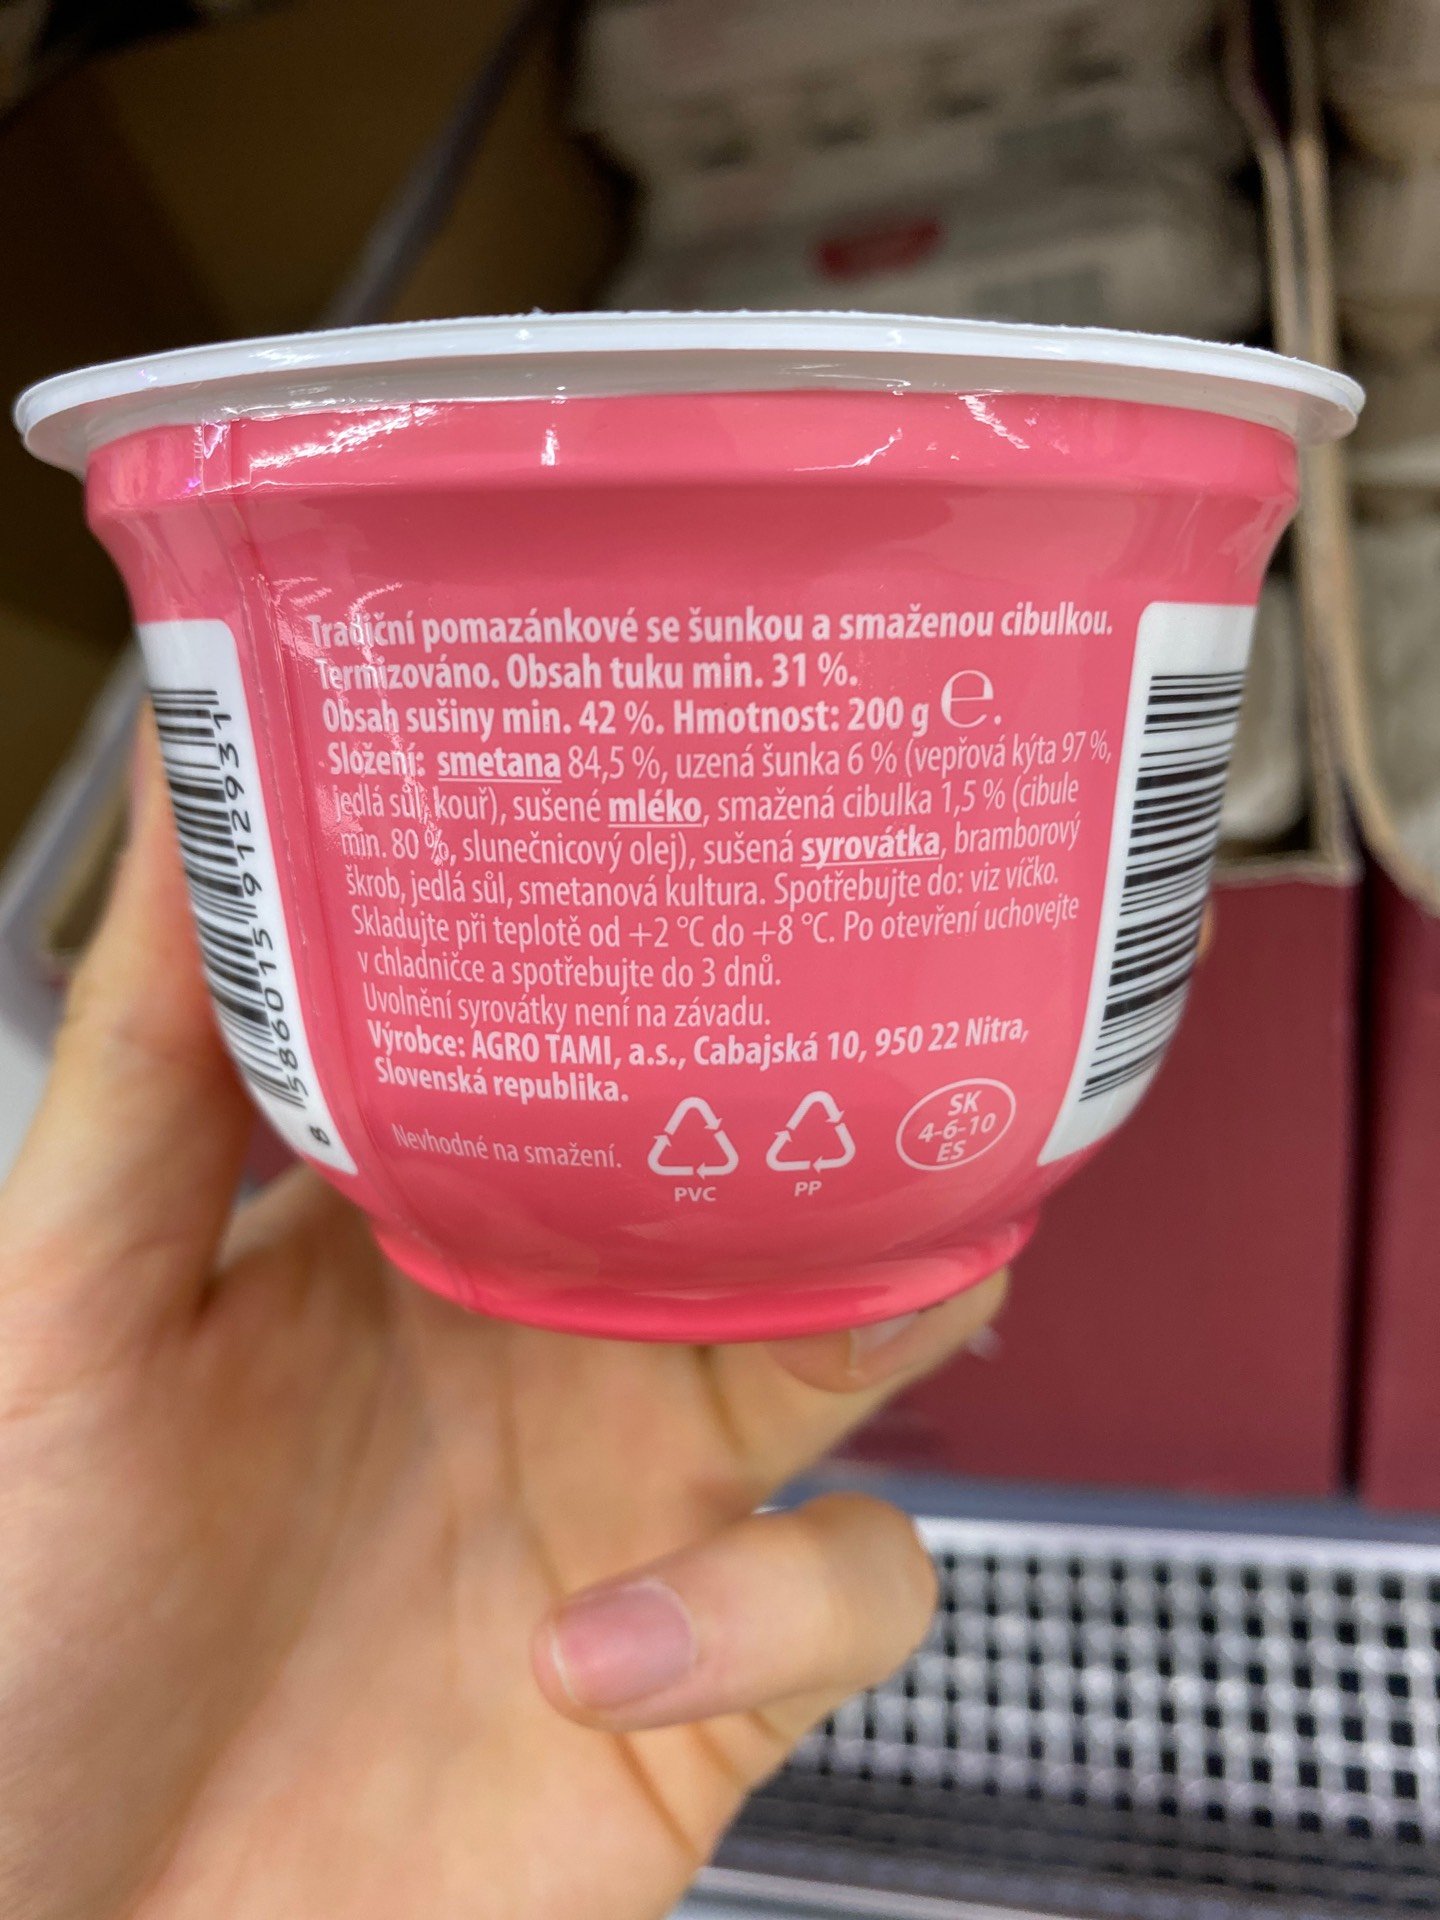 Tradiční pomazánkové se šunkou a smaženou cibulkou.
Termizováno. Obsah tuku min. 31 %.
Obsah sušiny min. 42 %. Hmotnost: 200 g ℮.
Složení: smetana 84,5 %, uzená šunka 6 % (vepřová kýta 97 %,
jedlá sůl, kouř), sušené mléko, smažená cibulka 1,5 % (cibule
min. 80 %, slunečnicový olej), sušená syrovátka, bramborový
škrob, jedlá sůl, smetanová kultura. Spotřebujte do: viz víčko.
Skladujte při teplotě od +2 °C do +8 °C. Po otevření uchovejte
v chladničce a spotřebujte do 3 dnů.
Uvolnění syrovátky není na závadu.
Výrobce: AGRO TAMI, a.s., Cabajská 10, 950 22 Nitra,
Slovenská republika.
Nevhodné na smažení.
PVC
PP
SK
4-6-10
ES
8 586015 912931